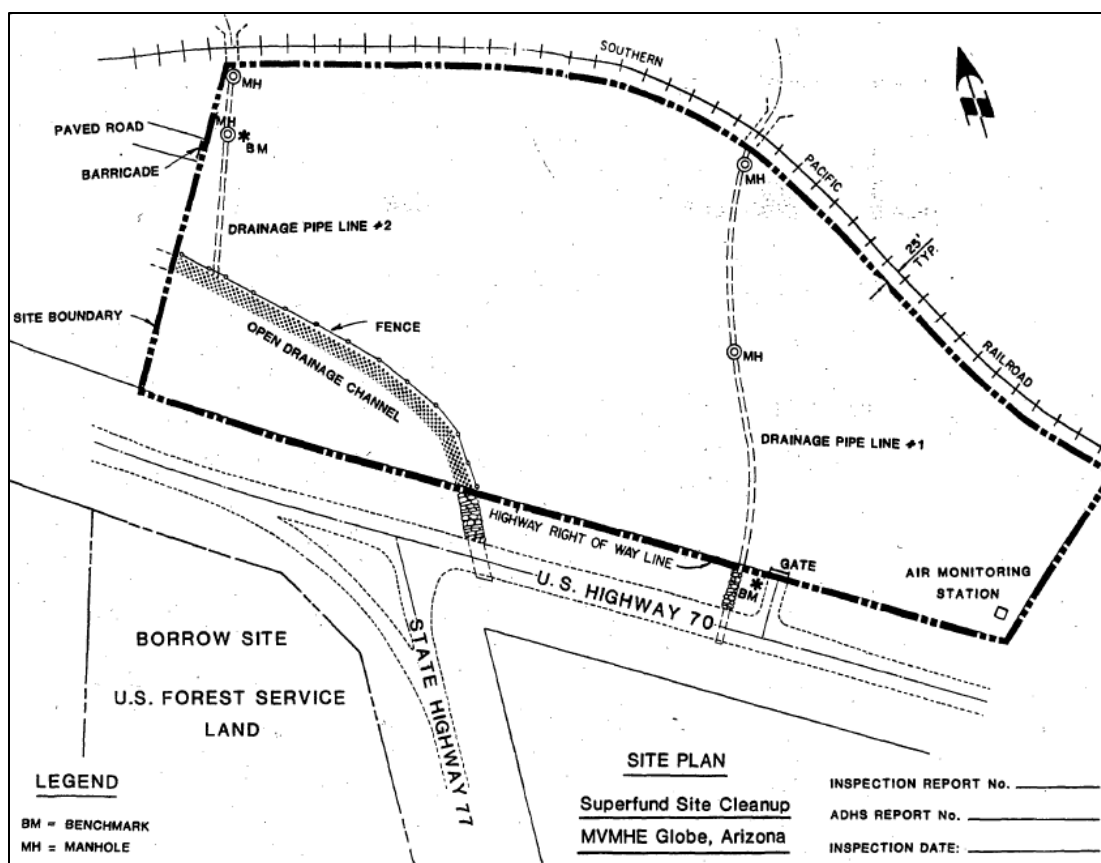 SOUTHERN
PACIFIC
RAILROAD
MH
MH
BM
PAVED ROAD
BARRICADE
MH
25'
TYP.
DRAINAGE PIPE LINE #2
SITE BOUNDARY
FENCE
OPEN DRAINAGE CHANNEL
MH
DRAINAGE PIPE LINE #1
HIGHWAY RIGHT OF WAY LINE
GATE
BM
AIR MONITORING
STATION
U.S. HIGHWAY 70
STATE HIGHWAY 77
BORROW SITE
U.S. FOREST SERVICE
LAND
LEGEND
BM = BENCHMARK
MH = MANHOLE
SITE PLAN
Superfund Site Cleanup
MVMHE Globe, Arizona
INSPECTION REPORT No.
ADHS REPORT No.
INSPECTION DATE: